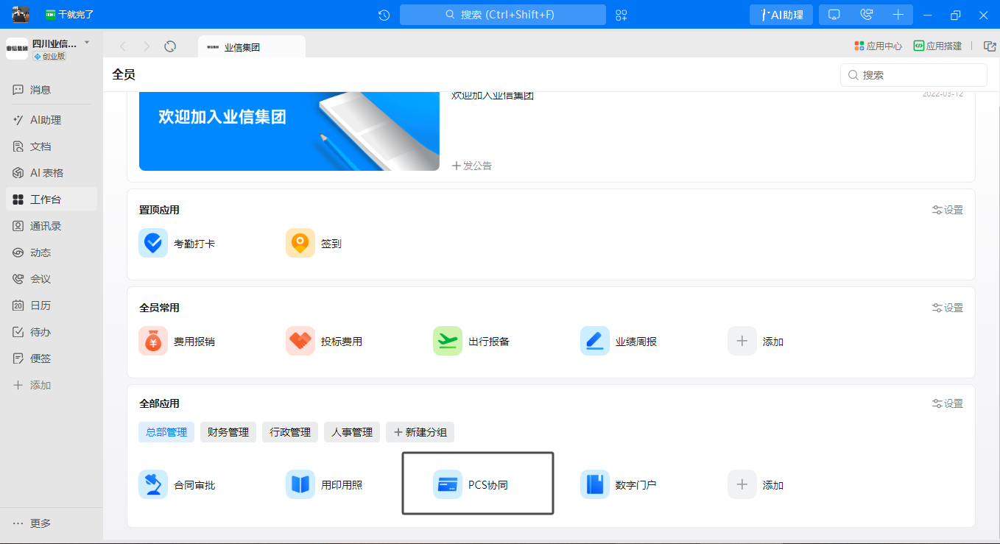 干就完了
搜索 (Ctrl+Shift+F)
AI助理
业信集团
四川业信...
创业版
业信集团
应用中心
应用搭建
全员
搜索
消息
AI助理
文档
AI 表格
工作台
通讯录
动态
会议
20
日历
待办
便签
添加
更多
欢迎加入业信集团
欢迎加入业信集团
2022-03-12
发公告
置顶应用
设置
考勤打卡
签到
全员常用
设置
费用报销
投标费用
出行报备
业绩周报
添加
全部应用
设置
总部管理
财务管理
行政管理
人事管理
新建分组
合同审批
用印用照
PCS协同
数字门户
添加